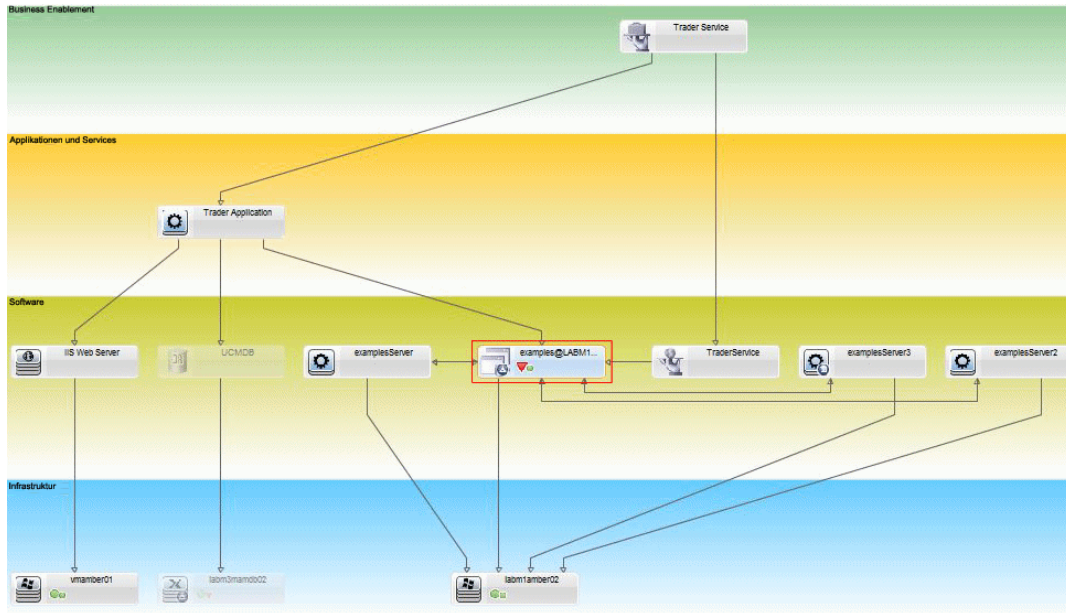 Business Enablement
Trader Service
Applikationen und Services
Trader Application
Software
IIS Web Server
UCMDB
examplesServer
examples@LABM1...
TraderService
examplesServer3
examplesServer2
Infrastruktur
vmamber01
labm3mamdb02
labm1amber02